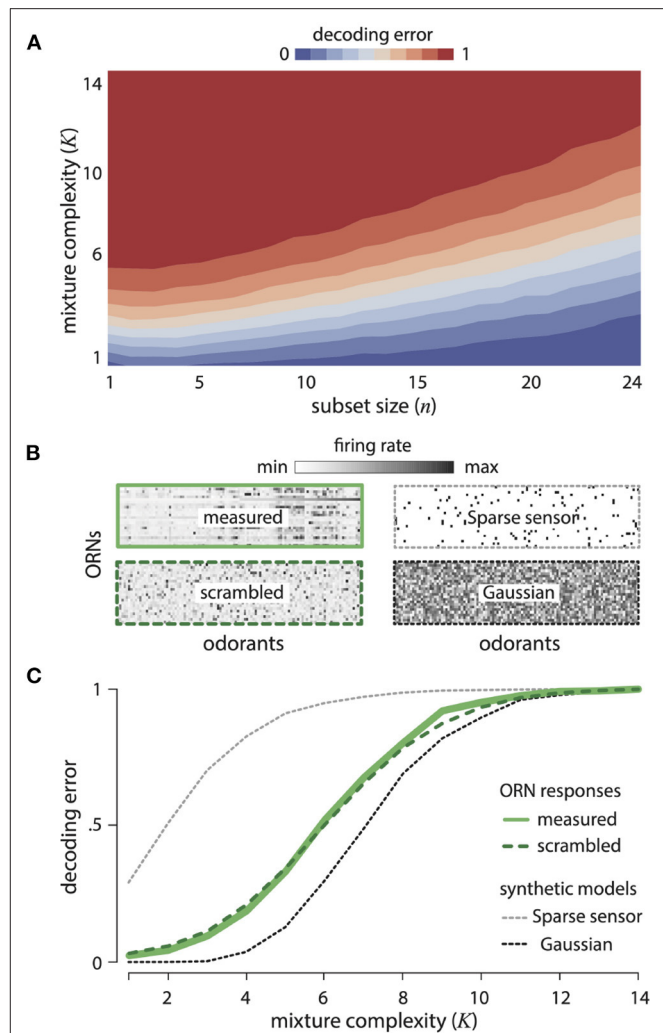 A
decoding error
0 1
14
10
6
1
mixture complexity (K)
1 5 10 15 20 24
subset size (n)
B
firing rate
min max
ORNs
measured
Sparse sensor
scrambled
Gaussian
odorants odorants
C
1
.5
0
decoding error
ORN responses
measured
scrambled
synthetic models
Sparse sensor
Gaussian
2 4 6 8 10 12 14
mixture complexity (K)